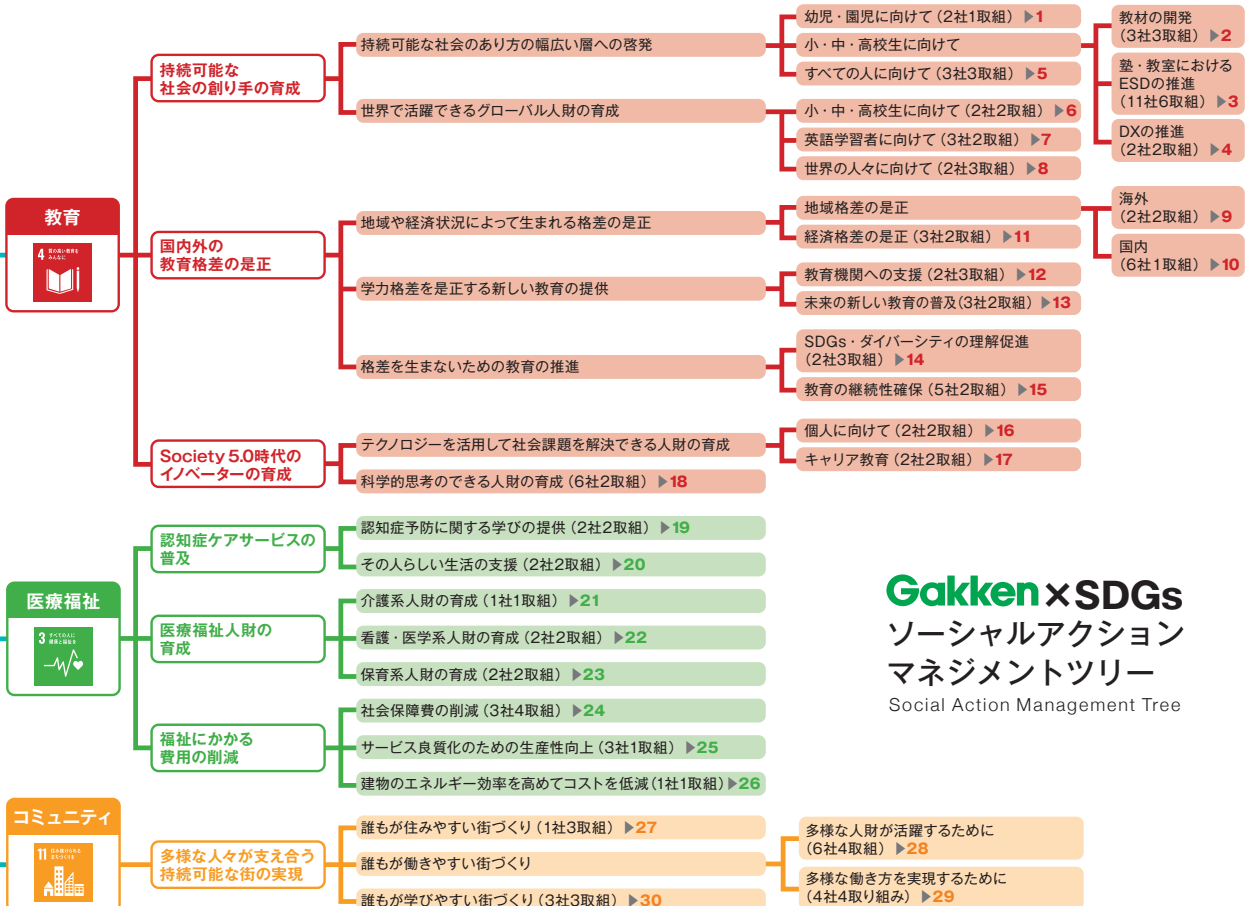 教育
4 質の高い教育を
みんなに
持続可能な
社会の創り手の育成
持続可能な社会のあり方の幅広い層への啓発
幼児・園児に向けて（2社1取組）▶1
小・中・高校生に向けて
教材の開発
（3社3取組）▶2
塾・教室における
ESDの推進
（11社6取組）▶3
DXの推進
（2社2取組）▶4
すべての人に向けて（3社3取組）▶5
世界で活躍できるグローバル人財の育成
小・中・高校生に向けて（2社2取組）▶6
英語学習者に向けて（3社2取組）▶7
世界の人々に向けて（2社3取組）▶8
国内外の
教育格差の是正
地域や経済状況によって生まれる格差の是正
地域格差の是正
海外
（2社2取組）▶9
国内
（6社1取組）▶10
経済格差の是正（3社2取組）▶11
学力格差を是正する新しい教育の提供
教育機関への支援（2社3取組）▶12
未来の新しい教育の普及（3社2取組）▶13
格差を生まないための教育の推進
SDGs・ダイバーシティの理解促進
（2社3取組）▶14
教育の継続性確保（5社2取組）▶15
Society 5.0時代の
イノベーターの育成
テクノロジーを活用して社会課題を解決できる人財の育成
個人に向けて（2社2取組）▶16
キャリア教育（2社2取組）▶17
科学的思考のできる人財の育成（6社2取組）▶18
医療福祉
3 すべての人に
健康と福祉を
認知症ケアサービスの
普及
認知症予防に関する学びの提供（2社2取組）▶19
その人らしい生活の支援（2社2取組）▶20
医療福祉人財の
育成
介護系人財の育成（1社1取組）▶21
看護・医学系人財の育成（2社2取組）▶22
保育系人財の育成（2社2取組）▶23
福祉にかかる
費用の削減
社会保障費の削減（3社4取組）▶24
サービス良質化のための生産性向上（3社1取組）▶25
建物のエネルギー効率を高めてコストを低減（1社1取組）▶26
Gakken×SDGs
ソーシャルアクション
マネジメントツリー
Social Action Management Tree
コミュニティ
11 住み続けられる
まちづくりを
多様な人々が支え合う
持続可能な街の実現
誰もが住みやすい街づくり（1社3取組）▶27
誰もが働きやすい街づくり
多様な人財が活躍するために
（6社4取組）▶28
多様な働き方を実現するために
（4社4取り組み）▶29
誰もが学びやすい街づくり（3社3取組）▶30